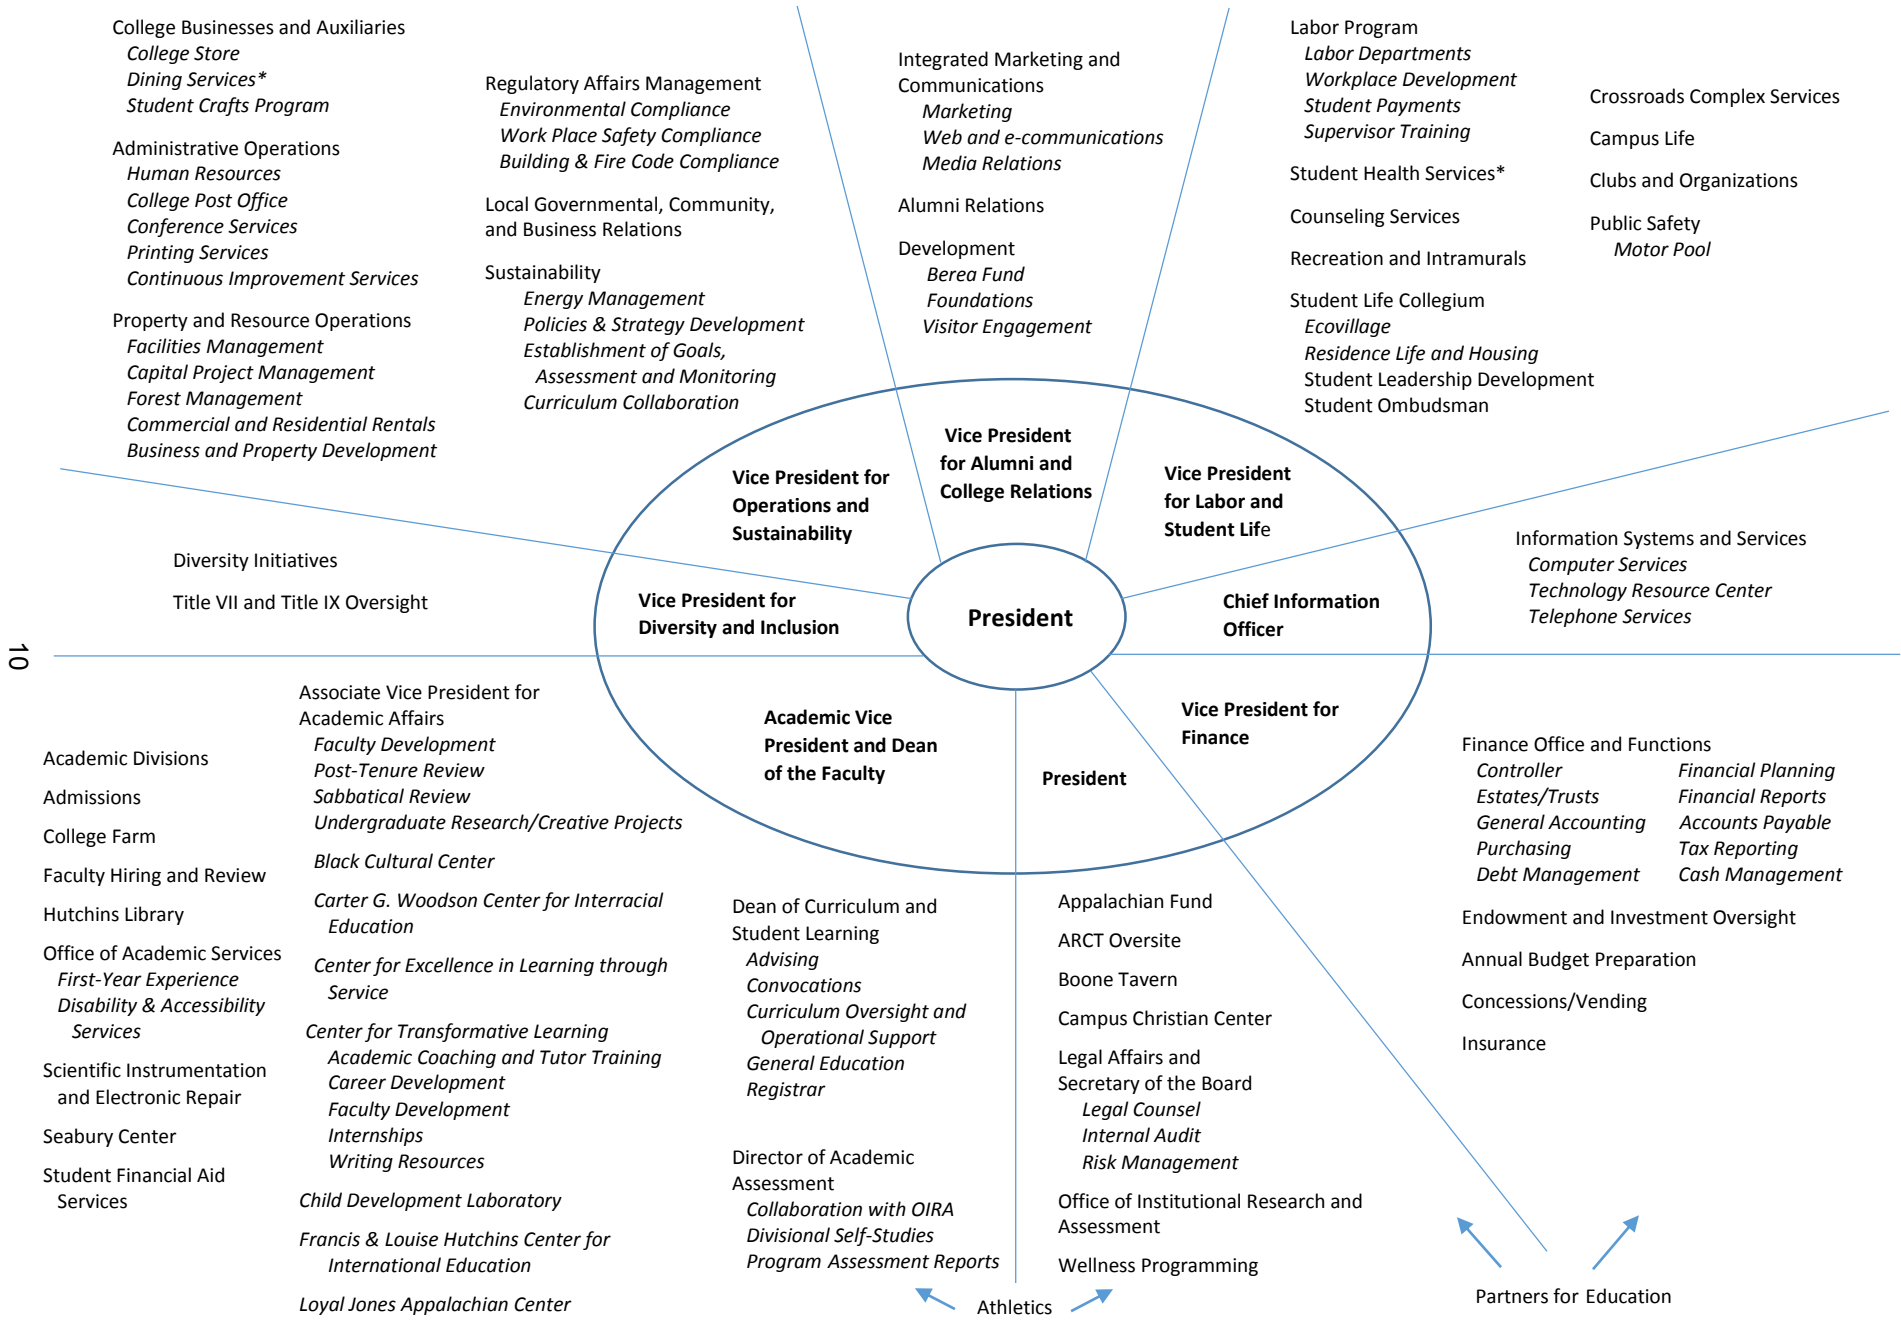 College Businesses and Auxiliaries
College Store
Dining Services*
Student Crafts Program
Administrative Operations
Human Resources
College Post Office
Conference Services
Printing Services
Continuous Improvement Services
Property and Resource Operations
Facilities Management
Capital Project Management
Forest Management
Commercial and Residential Rentals
Business and Property Development
Regulatory Affairs Management
Environmental Compliance
Work Place Safety Compliance
Building & Fire Code Compliance
Local Governmental, Community,
and Business Relations
Sustainability
Energy Management
Policies & Strategy Development
Establishment of Goals,
Assessment and Monitoring
Curriculum Collaboration
Integrated Marketing and
Communications
Marketing
Web and e-communications
Media Relations
Alumni Relations
Development
Berea Fund
Foundations
Visitor Engagement
Labor Program
Labor Departments
Workplace Development
Student Payments
Supervisor Training
Student Health Services*
Counseling Services
Recreation and Intramurals
Student Life Collegium
Ecovillage
Residence Life and Housing
Student Leadership Development
Student Ombudsman
Crossroads Complex Services
Campus Life
Clubs and Organizations
Public Safety
Motor Pool
Vice President for
Operations and
Sustainability
Vice President
for Alumni and
College Relations
Vice President
for Labor and
Student Life
Diversity Initiatives
Title VII and Title IX Oversight
Vice President for
Diversity and Inclusion
President
Chief Information
Officer
Information Systems and Services
Computer Services
Technology Resource Center
Telephone Services
10
Academic Vice
President and Dean
of the Faculty
President
Vice President for
Finance
Academic Divisions
Admissions
College Farm
Faculty Hiring and Review
Hutchins Library
Office of Academic Services
First-Year Experience
Disability & Accessibility
Services
Scientific Instrumentation
and Electronic Repair
Seabury Center
Student Financial Aid
Services
Associate Vice President for
Academic Affairs
Faculty Development
Post-Tenure Review
Sabbatical Review
Undergraduate Research/Creative Projects
Black Cultural Center
Carter G. Woodson Center for Interracial
Education
Center for Excellence in Learning through
Service
Center for Transformative Learning
Academic Coaching and Tutor Training
Career Development
Faculty Development
Internships
Writing Resources
Child Development Laboratory
Francis & Louise Hutchins Center for
International Education
Loyal Jones Appalachian Center
Dean of Curriculum and
Student Learning
Advising
Convocations
Curriculum Oversight and
Operational Support
General Education
Registrar
Director of Academic
Assessment
Collaboration with OIRA
Divisional Self-Studies
Program Assessment Reports
Athletics
Appalachian Fund
ARCT Oversite
Boone Tavern
Campus Christian Center
Legal Affairs and
Secretary of the Board
Legal Counsel
Internal Audit
Risk Management
Office of Institutional Research and
Assessment
Wellness Programming
Finance Office and Functions
Controller Financial Planning
Estates/Trusts Financial Reports
General Accounting Accounts Payable
Purchasing Tax Reporting
Debt Management Cash Management
Endowment and Investment Oversight
Annual Budget Preparation
Concessions/Vending
Insurance
Partners for Education